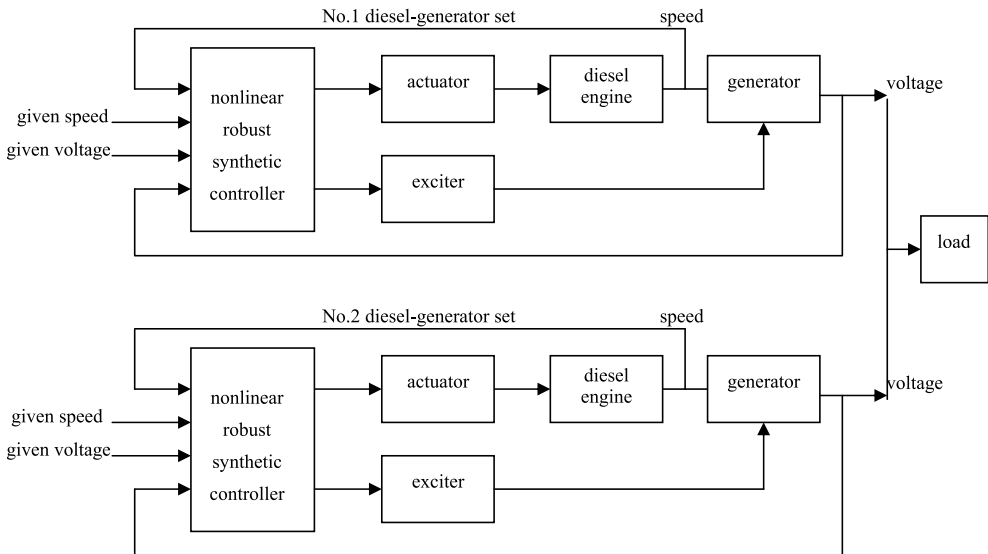 No.1 diesel-generator set
speed
nonlinear
robust
synthetic
controller
actuator
diesel
engine
generator
voltage
given speed
given voltage
exciter
load
No.2 diesel-generator set
speed
nonlinear
robust
synthetic
controller
actuator
diesel
engine
generator
voltage
given speed
given voltage
exciter